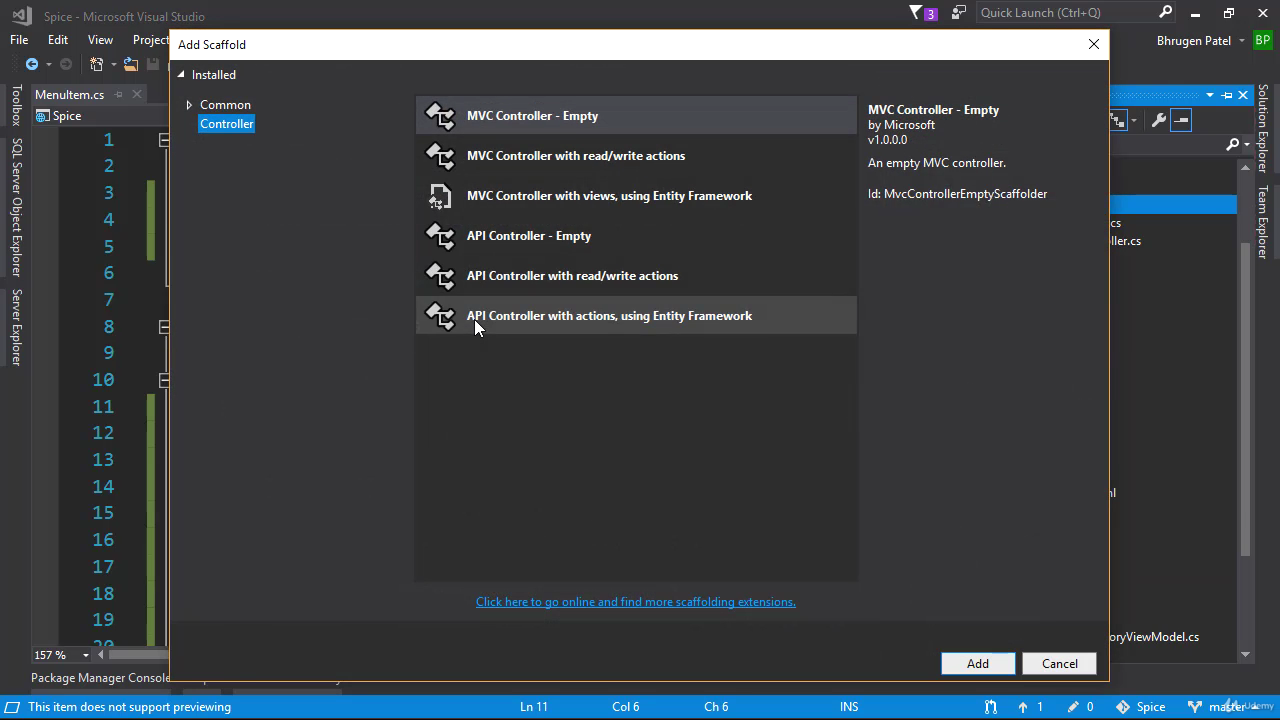 Spice - Microsoft Visual Studio
3
Quick Launch (Ctrl+Q)
File Edit View Project
Bhrugen Patel BP
Add Scaffold
Installed
Common
Controller
MVC Controller - Empty
MVC Controller with read/write actions
MVC Controller with views, using Entity Framework
API Controller - Empty
API Controller with read/write actions
API Controller with actions, using Entity Framework
MVC Controller - Empty
by Microsoft
v1.0.0.0
An empty MVC controller.
Id: MvcControllerEmptyScaffolder
Click here to go online and find more scaffolding extensions.
Add
Cancel
MenuItem.cs
Spice
Toolbox
SQL Server Object Explorer
Server Explorer
1
2
3
4
5
6
7
8
9
10
11
12
13
14
15
16
17
18
19
20
157 %
Solution Explorer
Team Explorer
cs
ller.cs
ml
oryViewModel.cs
Package Manager Console
This item does not support previewing
Ln 11 Col 6 Ch 6 INS
1 0 Spice master
Udemy